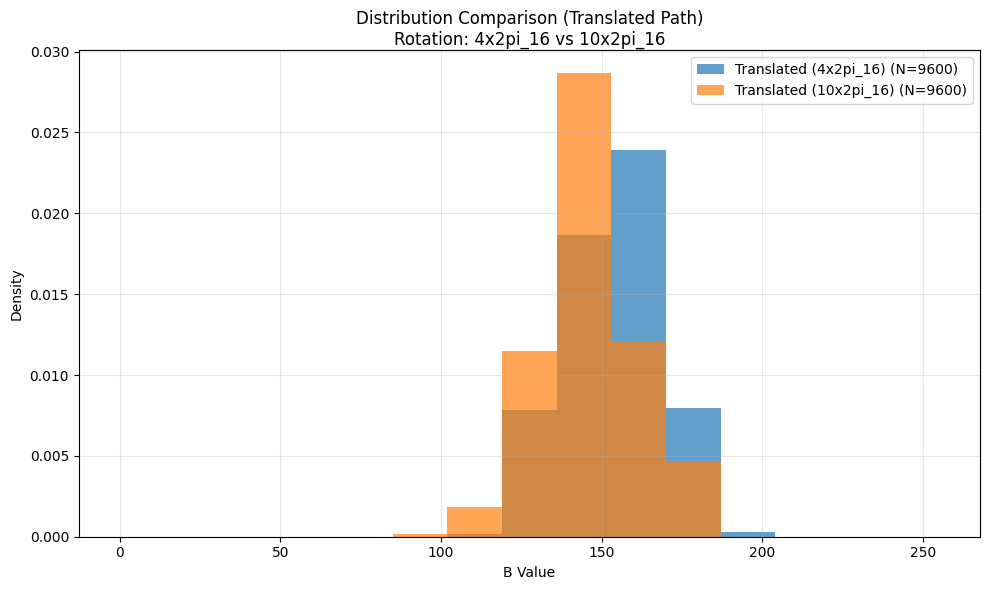 Distribution Comparison (Translated Path)
Rotation: 4x2pi_16 vs 10x2pi_16
Translated (4x2pi_16) (N=9600)
Translated (10x2pi_16) (N=9600)
Density
0.030
0.025
0.020
0.015
0.010
0.005
0.000
0 50 100 150 200 250
B Value